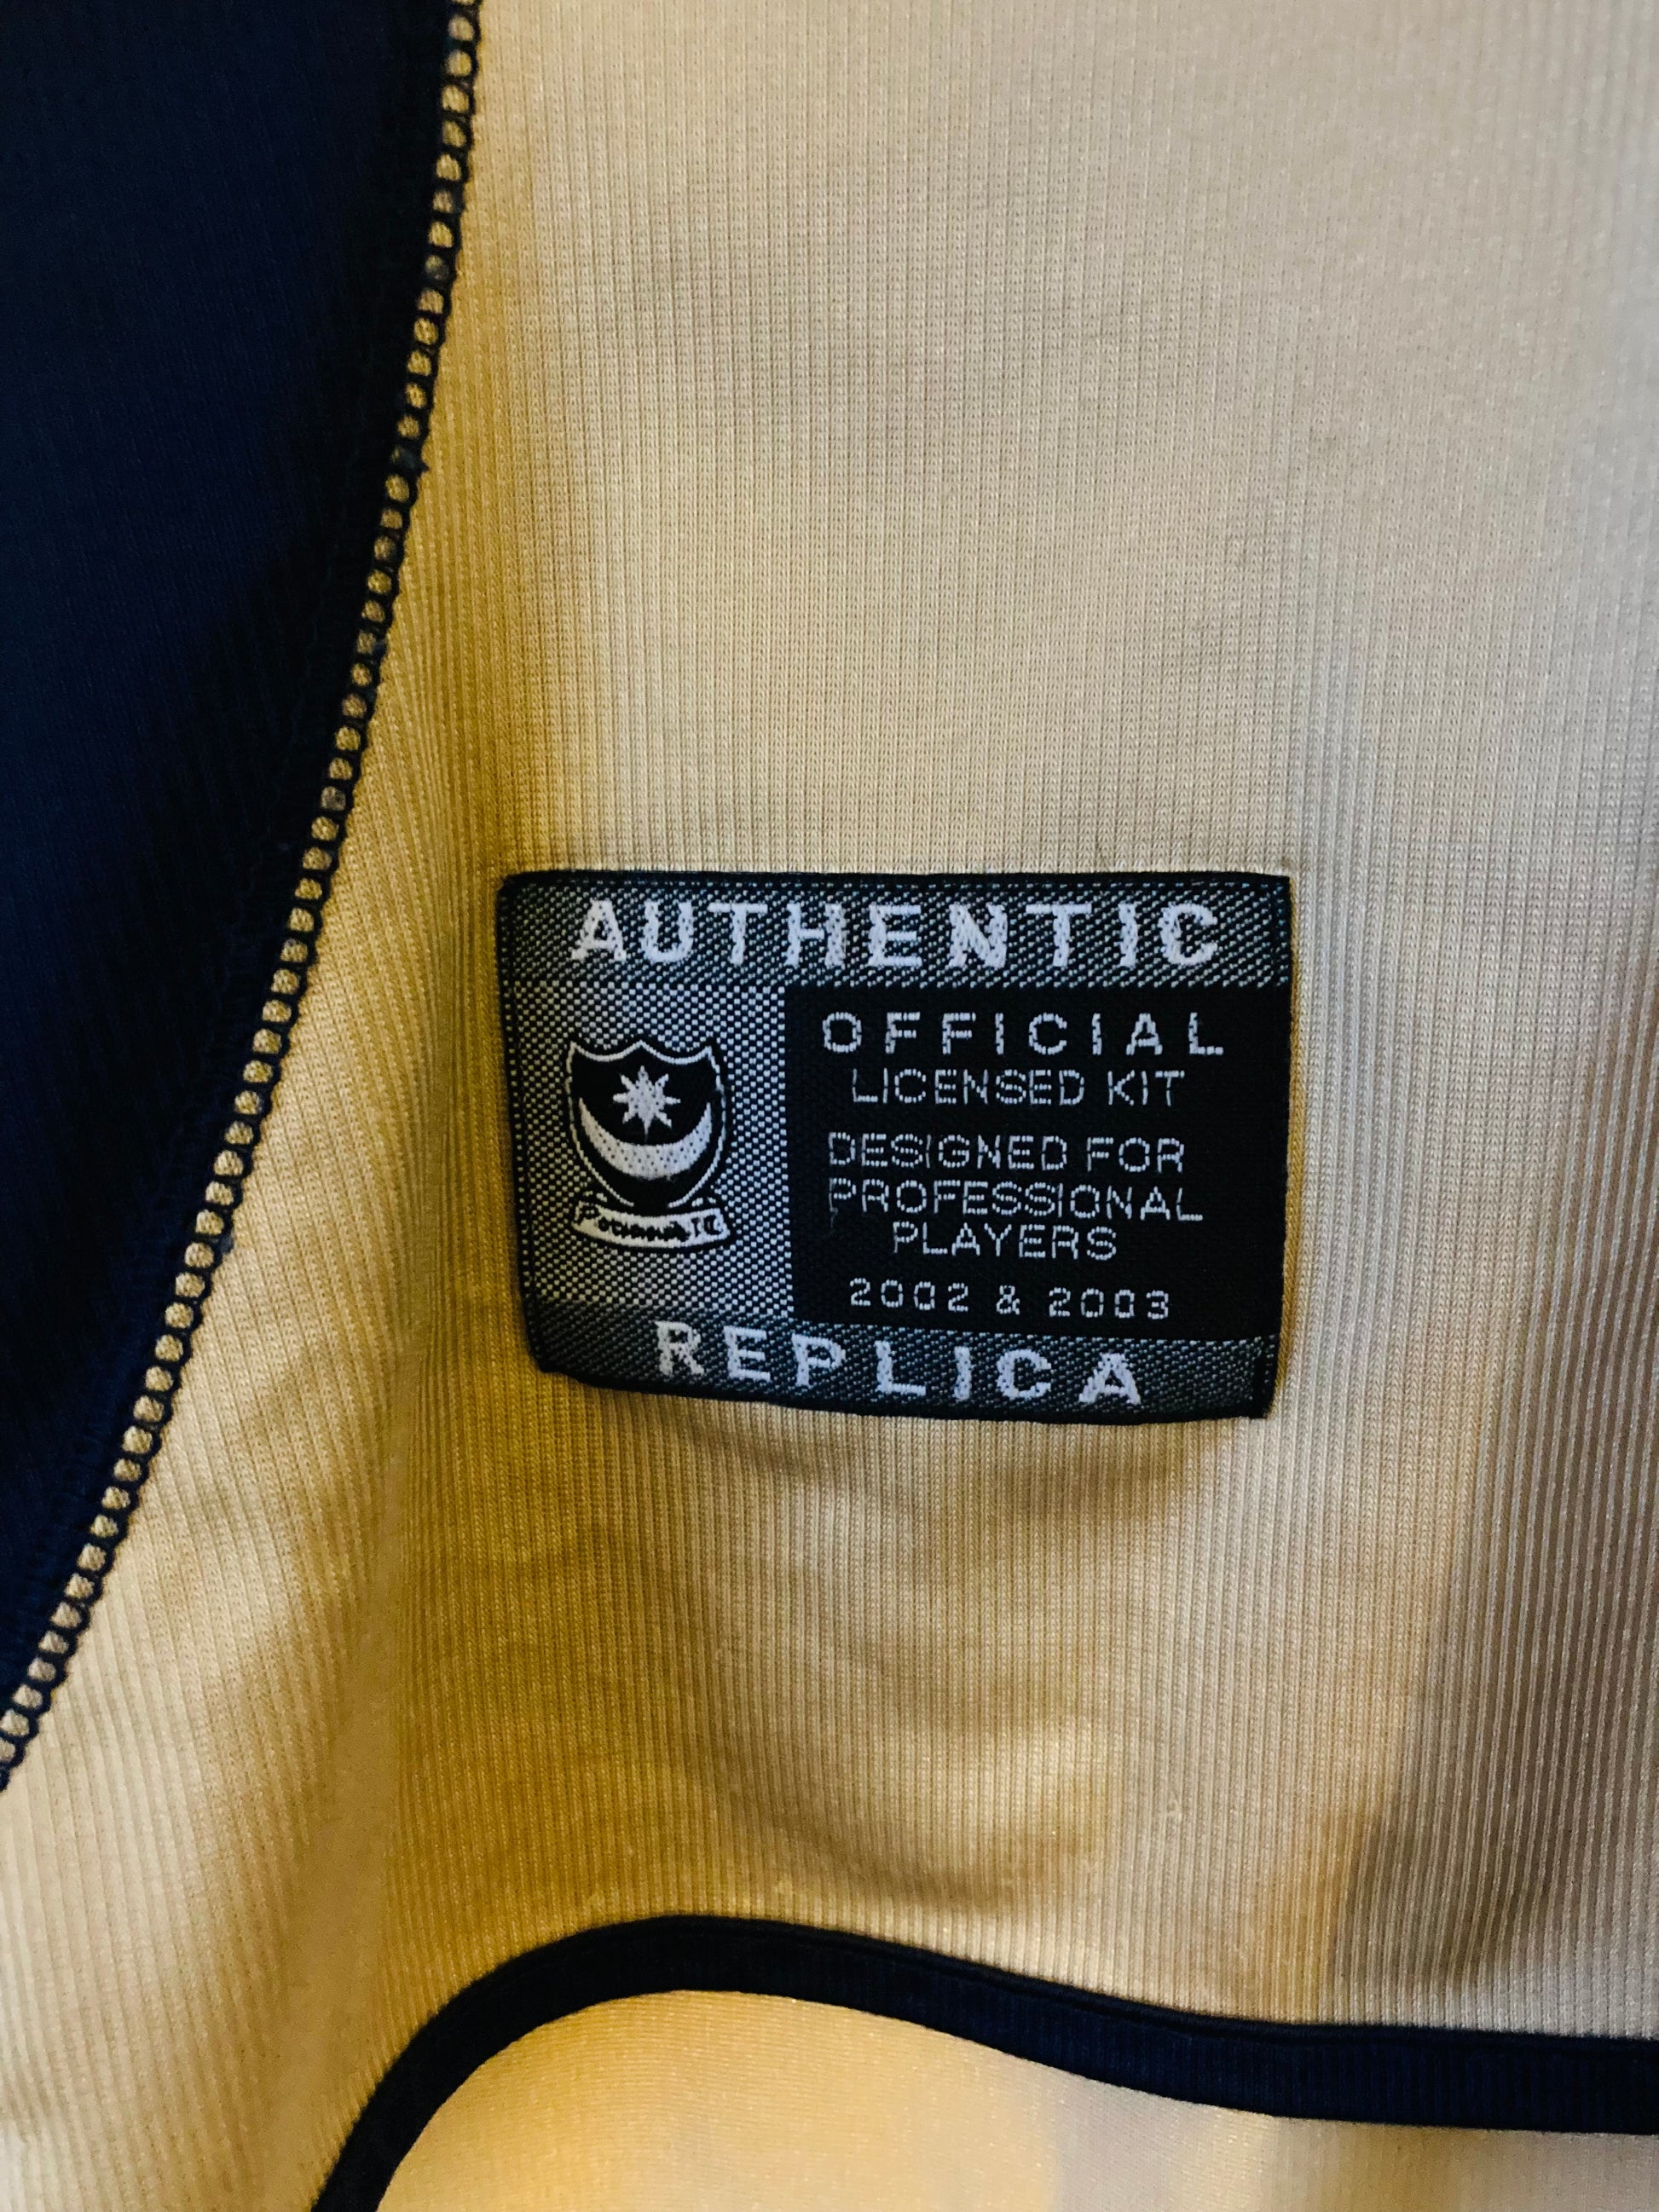 AUTHENTIC
OFFICIAL
LICENSED KIT
DESIGNED FOR
PROFESSIONAL
PLAYERS
2002 & 2003
REPLICA